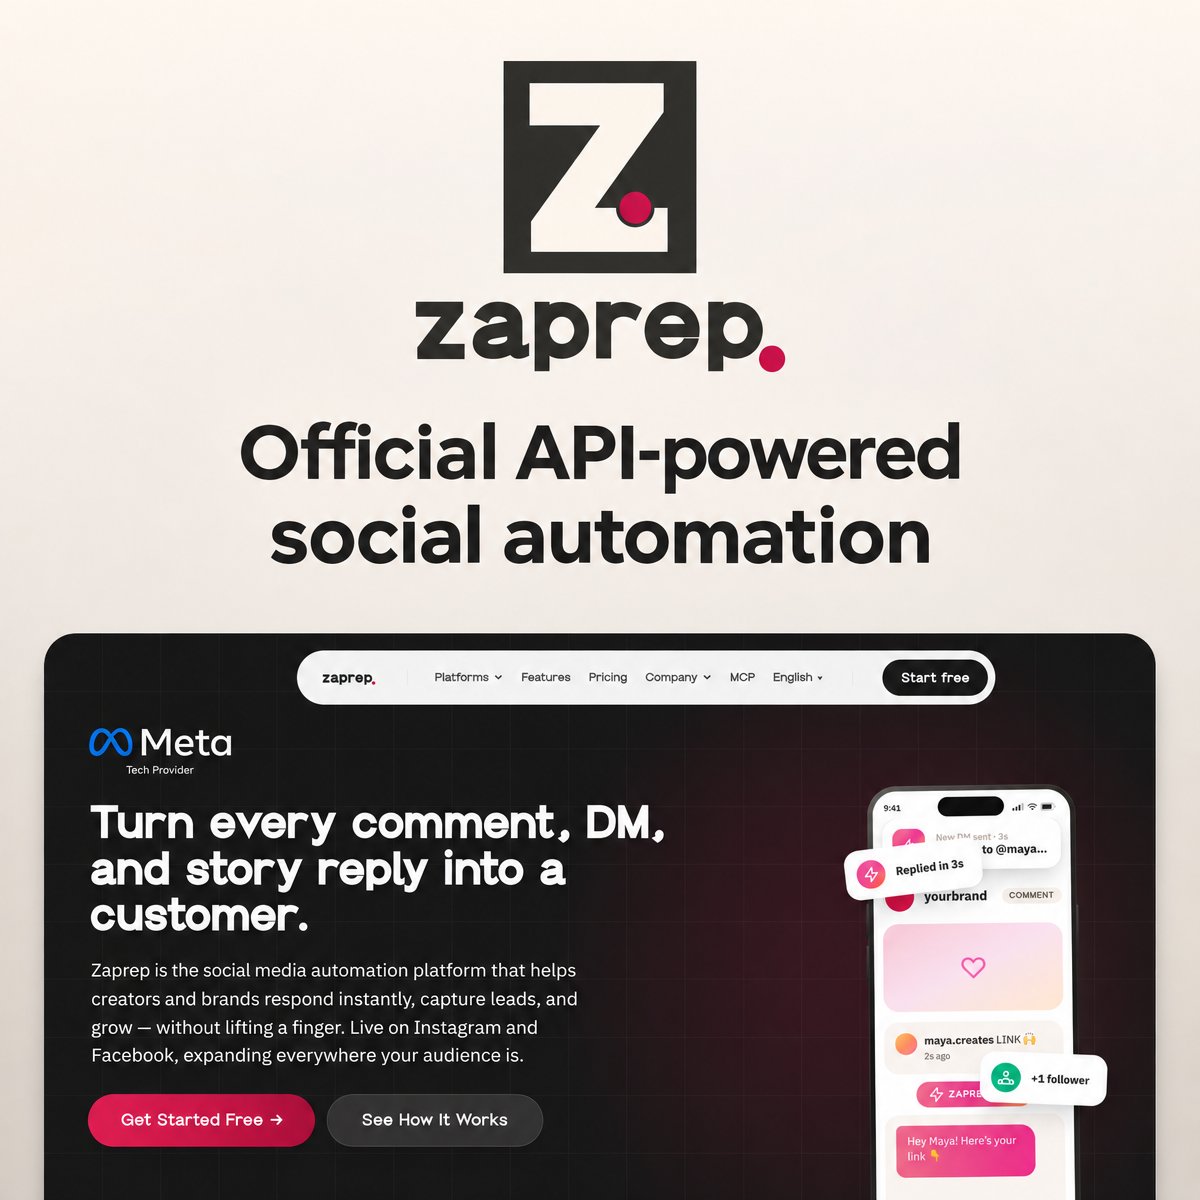 Z
zaprep.
Official API-powered
social automation
zaprep.
Platforms
Features
Pricing
Company
MCP
English
Start free
Meta
Tech Provider
Turn every comment, DM,
and story reply into a
customer.
Zaprep is the social media automation platform that helps
creators and brands respond instantly, capture leads, and
grow — without lifting a finger. Live on Instagram and
Facebook, expanding everywhere your audience is.
Get Started Free →
See How It Works
9:41
New DM sent · 3s
to @maya...
Replied in 3s
yourbrand
COMMENT
maya.creates LINK 🙌
2s ago
+1 follower
Hey Maya! Here's your
link 👇